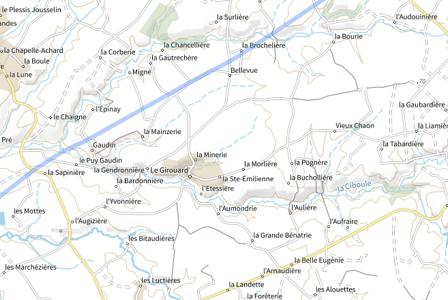 le Plessis Jousselin
la Surlière
l'Audouinière
la Bourie
la Chapelle-Achard
la Chancellière
la Brochelière
la Corberie
la Gautrechère
la Boule
la Lune
Migné
Bellevue
70
l'Epinay
la Gaubardière
le Chaigne
Vieux Chaon
la Mainzerie
Pré
Gaudin
la Tabardière
la Minerie
le Puy Gaudin
la Morlière
la Pognère
la Gendronnière
Le Girouard
la Sapinière
la Bardonnière
la Ste-Émilienne
la Buchollière
l'Etessière
la Ciboule
l'Yvonnière
les Mottes
l'Aumondrie
l'Aulière
l'Augizière
l'Aufraire
les Bitaudières
la Grande Bénatrie
la Belle Eugénie
les Marchézières
l'Arnaudière
les Luctières
la Landette
les Alouettes
la Forêterie